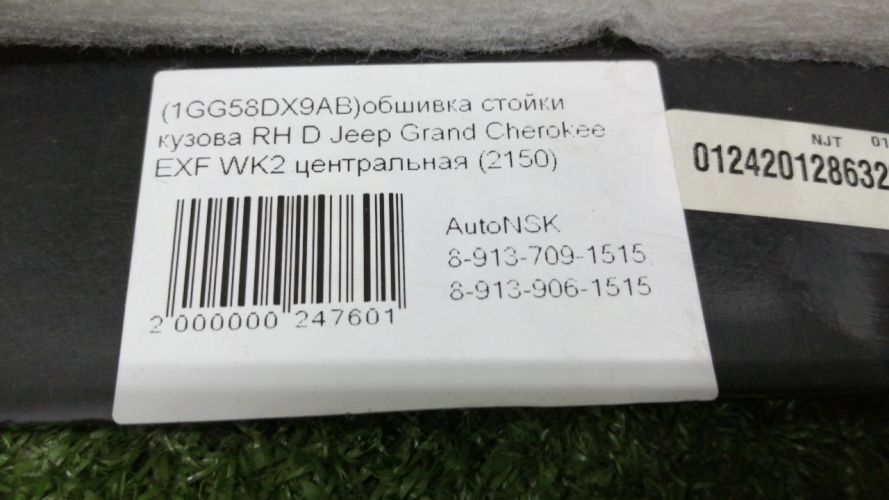 (1GG58DX9AB)обшивка стойки
кузова RH D Jeep Grand Cherokee
EXF WK2 центральная (2150)
AutoNSK
8-913-709-1515,
8-913-906-1515
2 000000 247601
NJT 01
012420128632